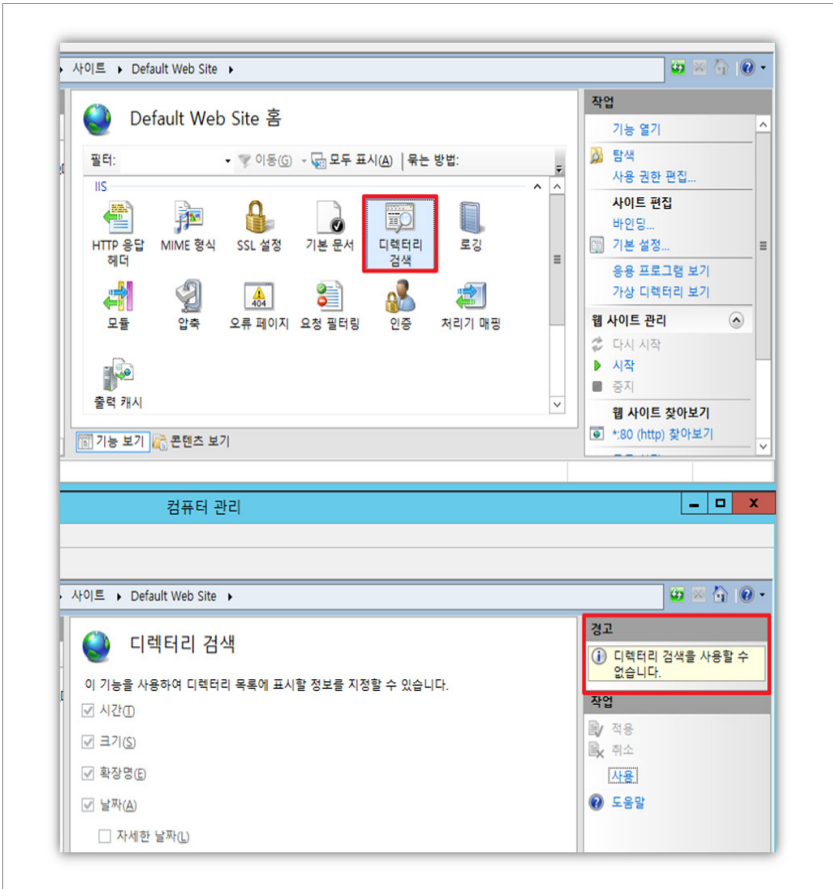 사이트 ▸ Default Web Site ▸
Default Web Site 홈
필터: 이동(G) 모두 표시(A) 묶는 방법:
IIS
HTTP 응답 헤더
MIME 형식
SSL 설정
기본 문서
디렉터리 검색
로깅
모듈
압축
404
오류 페이지
요청 필터링
인증
처리기 매핑
출력 캐시
기능 보기 콘텐츠 보기
작업
기능 열기
탐색
사용 권한 편집...
사이트 편집
바인딩...
기본 설정...
응용 프로그램 보기
가상 디렉터리 보기
웹 사이트 관리
다시 시작
시작
중지
웹 사이트 찾아보기
*:80 (http) 찾아보기
컴퓨터 관리
사이트 ▸ Default Web Site ▸
디렉터리 검색
이 기능을 사용하여 디렉터리 목록에 표시할 정보를 지정할 수 있습니다.
시간(T)
크기(S)
확장명(E)
날짜(A)
자세한 날짜(L)
경고
디렉터리 검색을 사용할 수
없습니다.
작업
적용
취소
사용
도움말